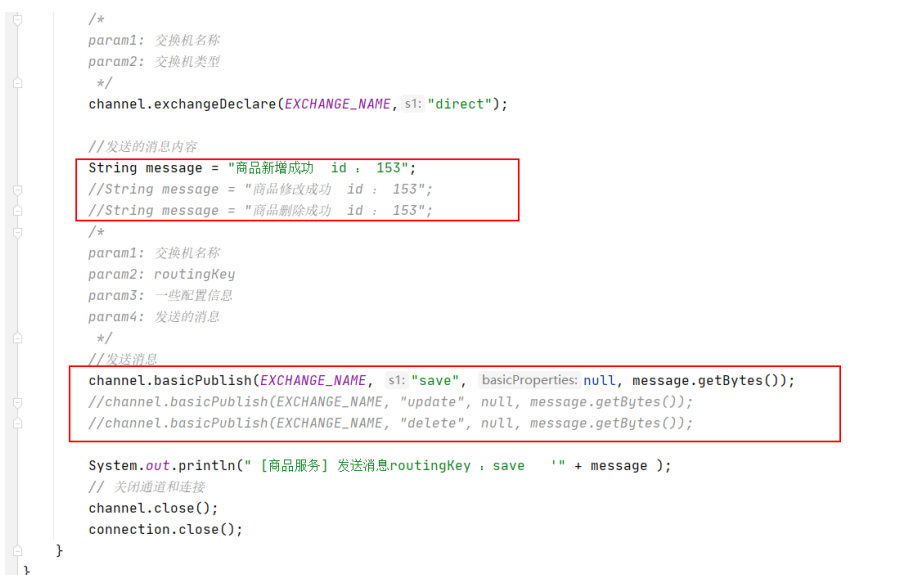 /*
param1: 交换机名称
param2: 交换机类型
*/
channel.exchangeDeclare(EXCHANGE_NAME, s1: "direct");
//发送的消息内容
String message = "商品新增成功  id ： 153";
//String message = "商品修改成功  id ： 153";
//String message = "商品删除成功  id ： 153";
/*
param1: 交换机名称
param2: routingKey
param3: 一些配置信息
param4: 发送的消息
*/
//发送消息
channel.basicPublish(EXCHANGE_NAME, s1: "save", basicProperties: null, message.getBytes());
//channel.basicPublish(EXCHANGE_NAME, "update", null, message.getBytes());
//channel.basicPublish(EXCHANGE_NAME, "delete", null, message.getBytes());
System.out.println(" [商品服务] 发送消息routingKey ：save   '" + message );
// 关闭通道和连接
channel.close();
connection.close();
}
}